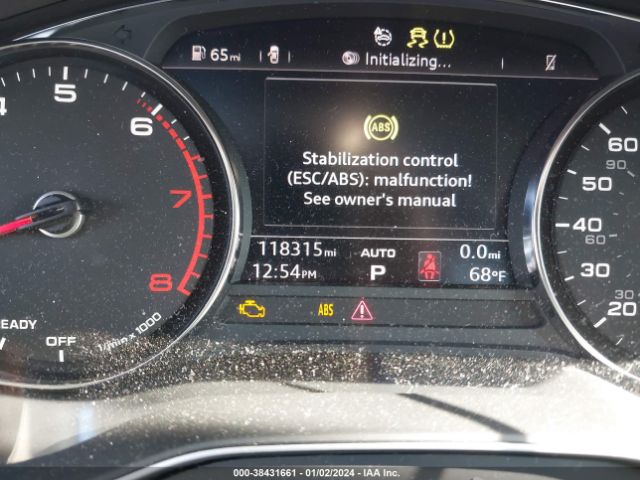 65mi
Initializing...
ABS
Stabilization control
(ESC/ABS): malfunction!
See owner's manual
118315mi AUTO 0.0mi
12:54PM P 68°F
ABS
4 5 6 7 8
READY
OFF
1/min x 1000
60
90
50
40
60
30
30
20
000-38431661 - 01/02/2024 - IAA Inc.